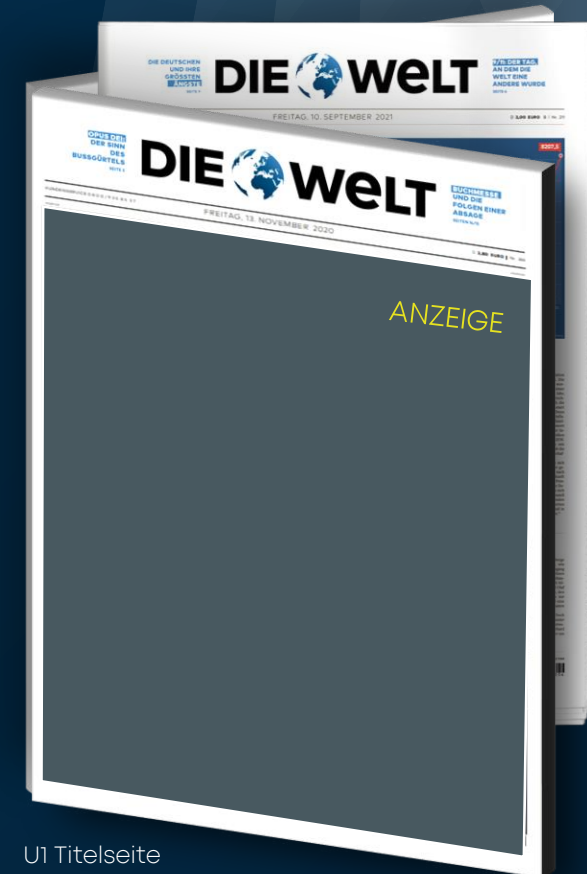 DIE DEUTSCHEN
UND IHRE
GRÖSSTEN
ÄNGSTE
DIE WELT
9/11: DER TAG,
AN DEM DIE
WELT EINE
ANDERE WURDE
FREITAG, 10. SEPTEMBER 2021
OPUS DEI:
DER SINN
DES
BUSSGÜRTELS
SEITE
DIE WELT
BUCHMESSE
UND DIE
FOLGEN EINER
ABSAGE
FREITAG, 13. NOVEMBER 2020
ANZEIGE
U1 Titelseite